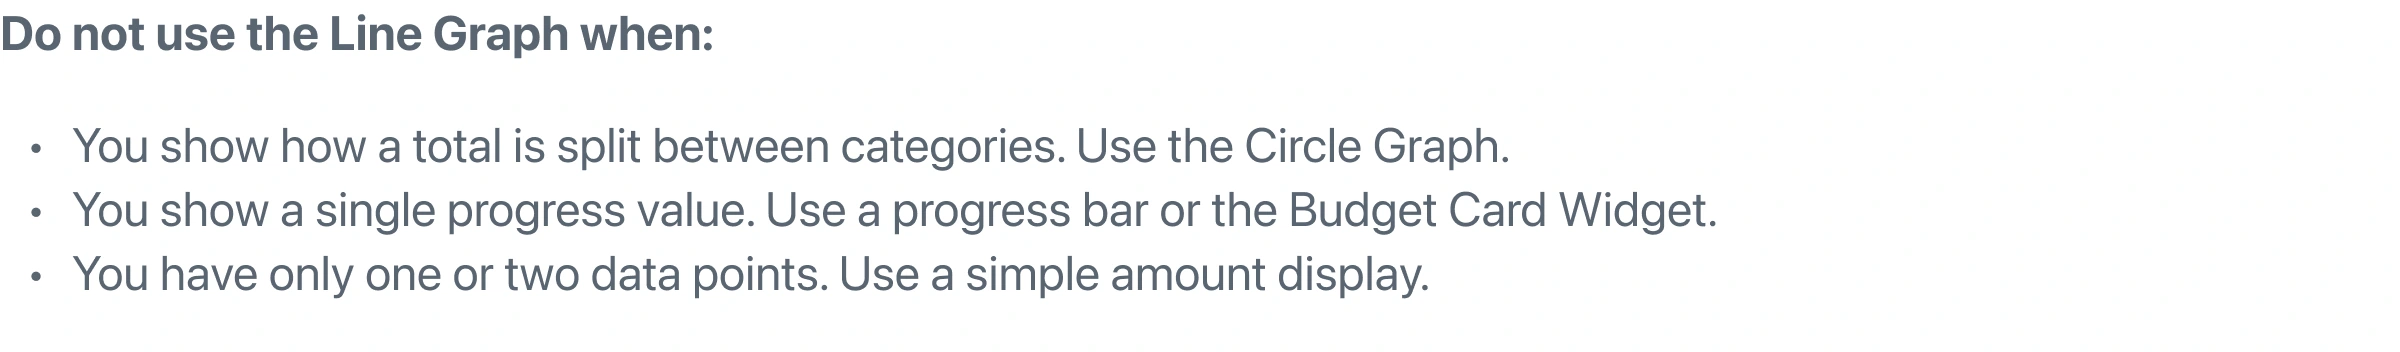 Do not use the Line Graph when:
• You show how a total is split between categories. Use the Circle Graph.
• You show a single progress value. Use a progress bar or the Budget Card Widget.
• You have only one or two data points. Use a simple amount display.